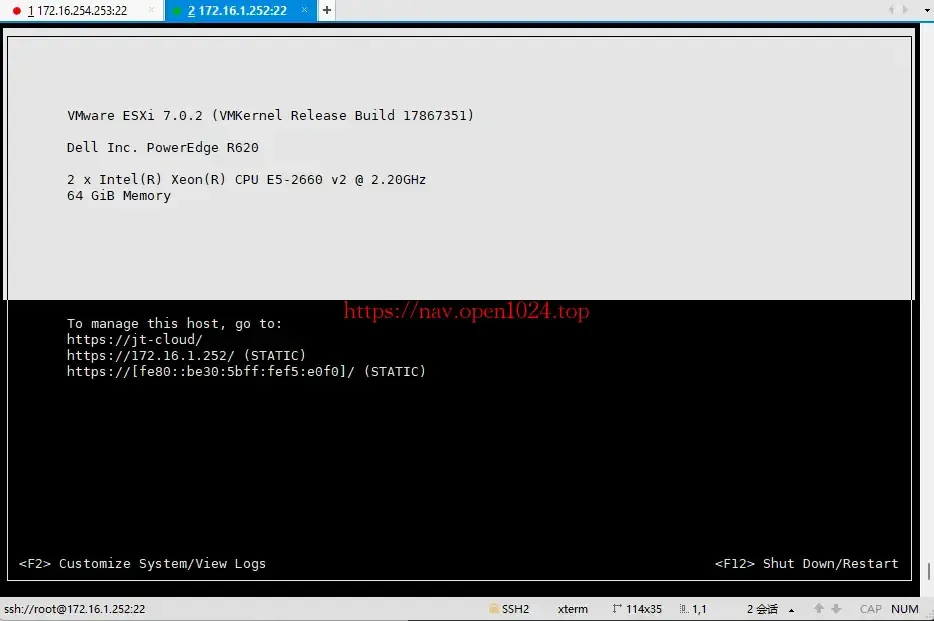 1 172.16.254.253:22 × 2 172.16.1.252:22 × +
VMware ESXi 7.0.2 (VMKernel Release Build 17867351)
Dell Inc. PowerEdge R620
2 x Intel(R) Xeon(R) CPU E5-2660 v2 @ 2.20GHz
64 GiB Memory
https://nav.open1024.top
To manage this host, go to:
https://jt-cloud/
https://172.16.1.252/ (STATIC)
https://[fe80::be30:5bff:fef5:e0f0]/ (STATIC)
<F2> Customize System/View Logs <F12> Shut Down/Restart
ssh://root@172.16.1.252:22 SSH2 xterm 114x35 1,1 2 会话 CAP NUM